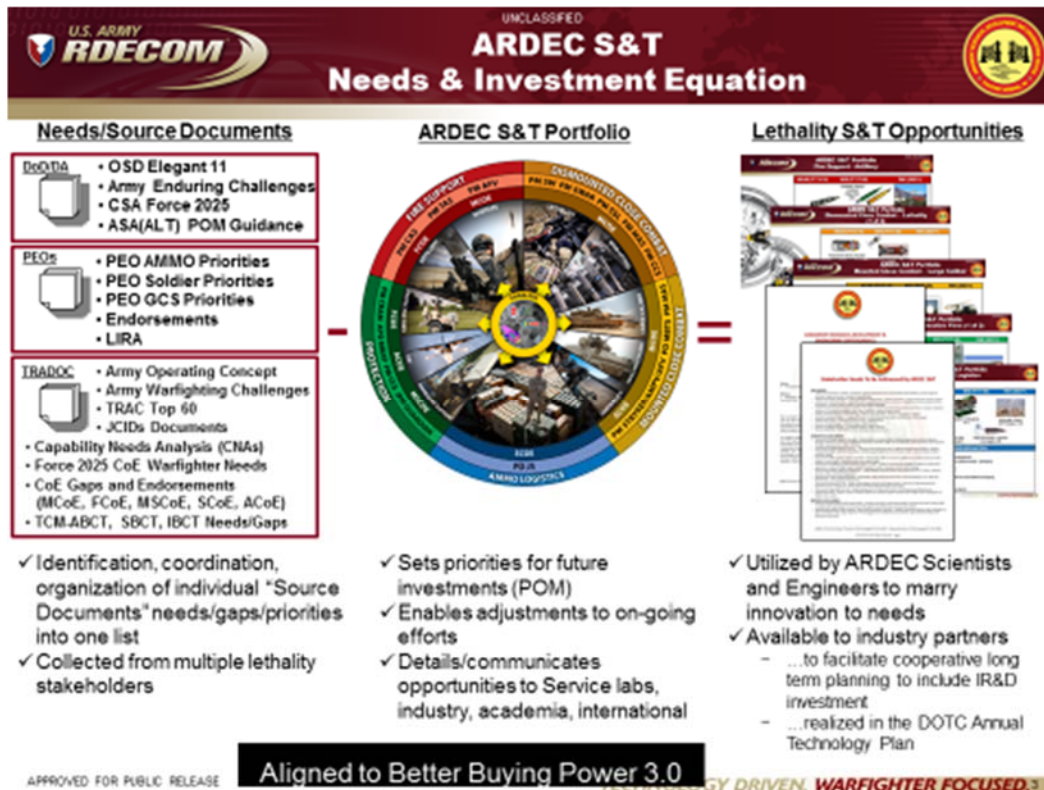 UNCLASSIFIED
U.S. ARMY
RDECOM
ARDEC S&T
Needs & Investment Equation
Needs/Source Documents
DoD/DA
• OSD Elegant 11
• Army Enduring Challenges
• CSA Force 2025
• ASA(ALT) POM Guidance
PEOs
• PEO AMMO Priorities
• PEO Soldier Priorities
• PEO GCS Priorities
• Endorsements
• LIRA
TRADOC
• Army Operating Concept
• Army Warfighting Challenges
• TRAC Top 60
• JCIDs Documents
• Capability Needs Analysis (CNAs)
• Force 2025 CoE Warfighter Needs
• CoE Gaps and Endorsements
(MCoE, FCoE, MSCoE, SCoE, ACoE)
• TCM-ABCT, SBCT, IBCT Needs/Gaps
✓ Identification, coordination,
organization of individual "Source
Documents" needs/gaps/priorities
into one list
✓ Collected from multiple lethality
stakeholders
-
ARDEC S&T Portfolio
FIRE SUPPORT
DISMOUNTED CLOSE COMBAT
MOUNTED CLOSE COMBAT
AMMO LOGISTICS
PROTECTION
✓ Sets priorities for future
investments (POM)
✓ Enables adjustments to on-going
efforts
✓ Details/communicates
opportunities to Service labs,
industry, academia, international
=
Lethality S&T Opportunities
✓ Utilized by ARDEC Scientists
and Engineers to marry
innovation to needs
✓ Available to industry partners
- ...to facilitate cooperative long
term planning to include IR&D
investment
- ...realized in the DOTC Annual
Technology Plan
Aligned to Better Buying Power 3.0
APPROVED FOR PUBLIC RELEASE
DRIVEN. WARFIGHTER FOCUSED.